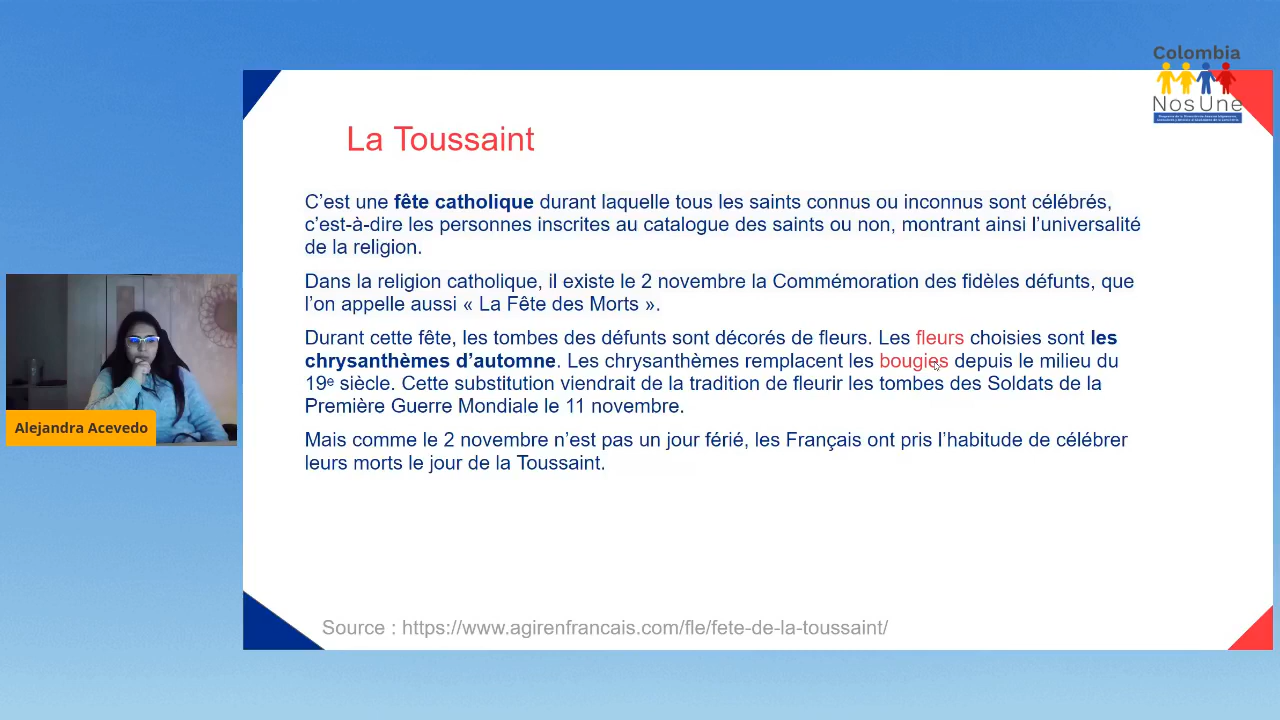 Colombia
NosUne
La Toussaint
C’est une fête catholique durant laquelle tous les saints connus ou inconnus sont célébrés,
c’est-à-dire les personnes inscrites au catalogue des saints ou non, montrant ainsi l’universalité
de la religion.
Dans la religion catholique, il existe le 2 novembre la Commémoration des fidèles défunts, que
l’on appelle aussi « La Fête des Morts ».
Durant cette fête, les tombes des défunts sont décorés de fleurs. Les fleurs choisies sont les
chrysanthèmes d’automne. Les chrysanthèmes remplacent les bougies depuis le milieu du
19e siècle. Cette substitution viendrait de la tradition de fleurir les tombes des Soldats de la
Première Guerre Mondiale le 11 novembre.
Mais comme le 2 novembre n’est pas un jour férié, les Français ont pris l’habitude de célébrer
leurs morts le jour de la Toussaint.
Alejandra Acevedo
Source : https://www.agirenfrancais.com/fle/fete-de-la-toussaint/